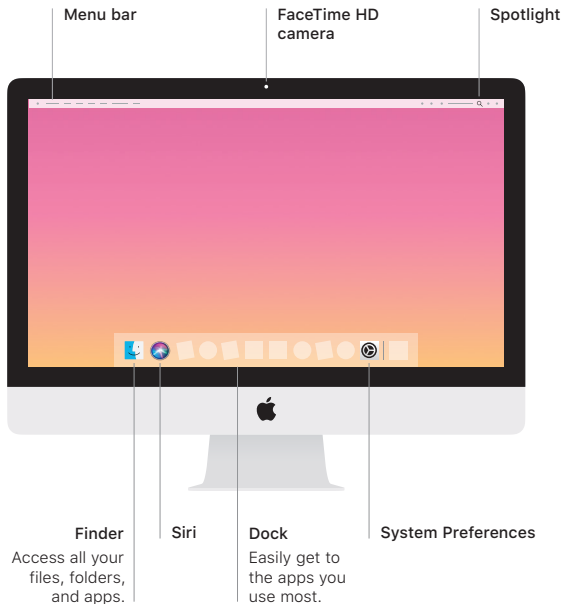 Menu bar
FaceTime HD
camera
Spotlight
Finder
Access all your
files, folders,
and apps.
Siri
Dock
Easily get to
the apps you
use most.
System Preferences